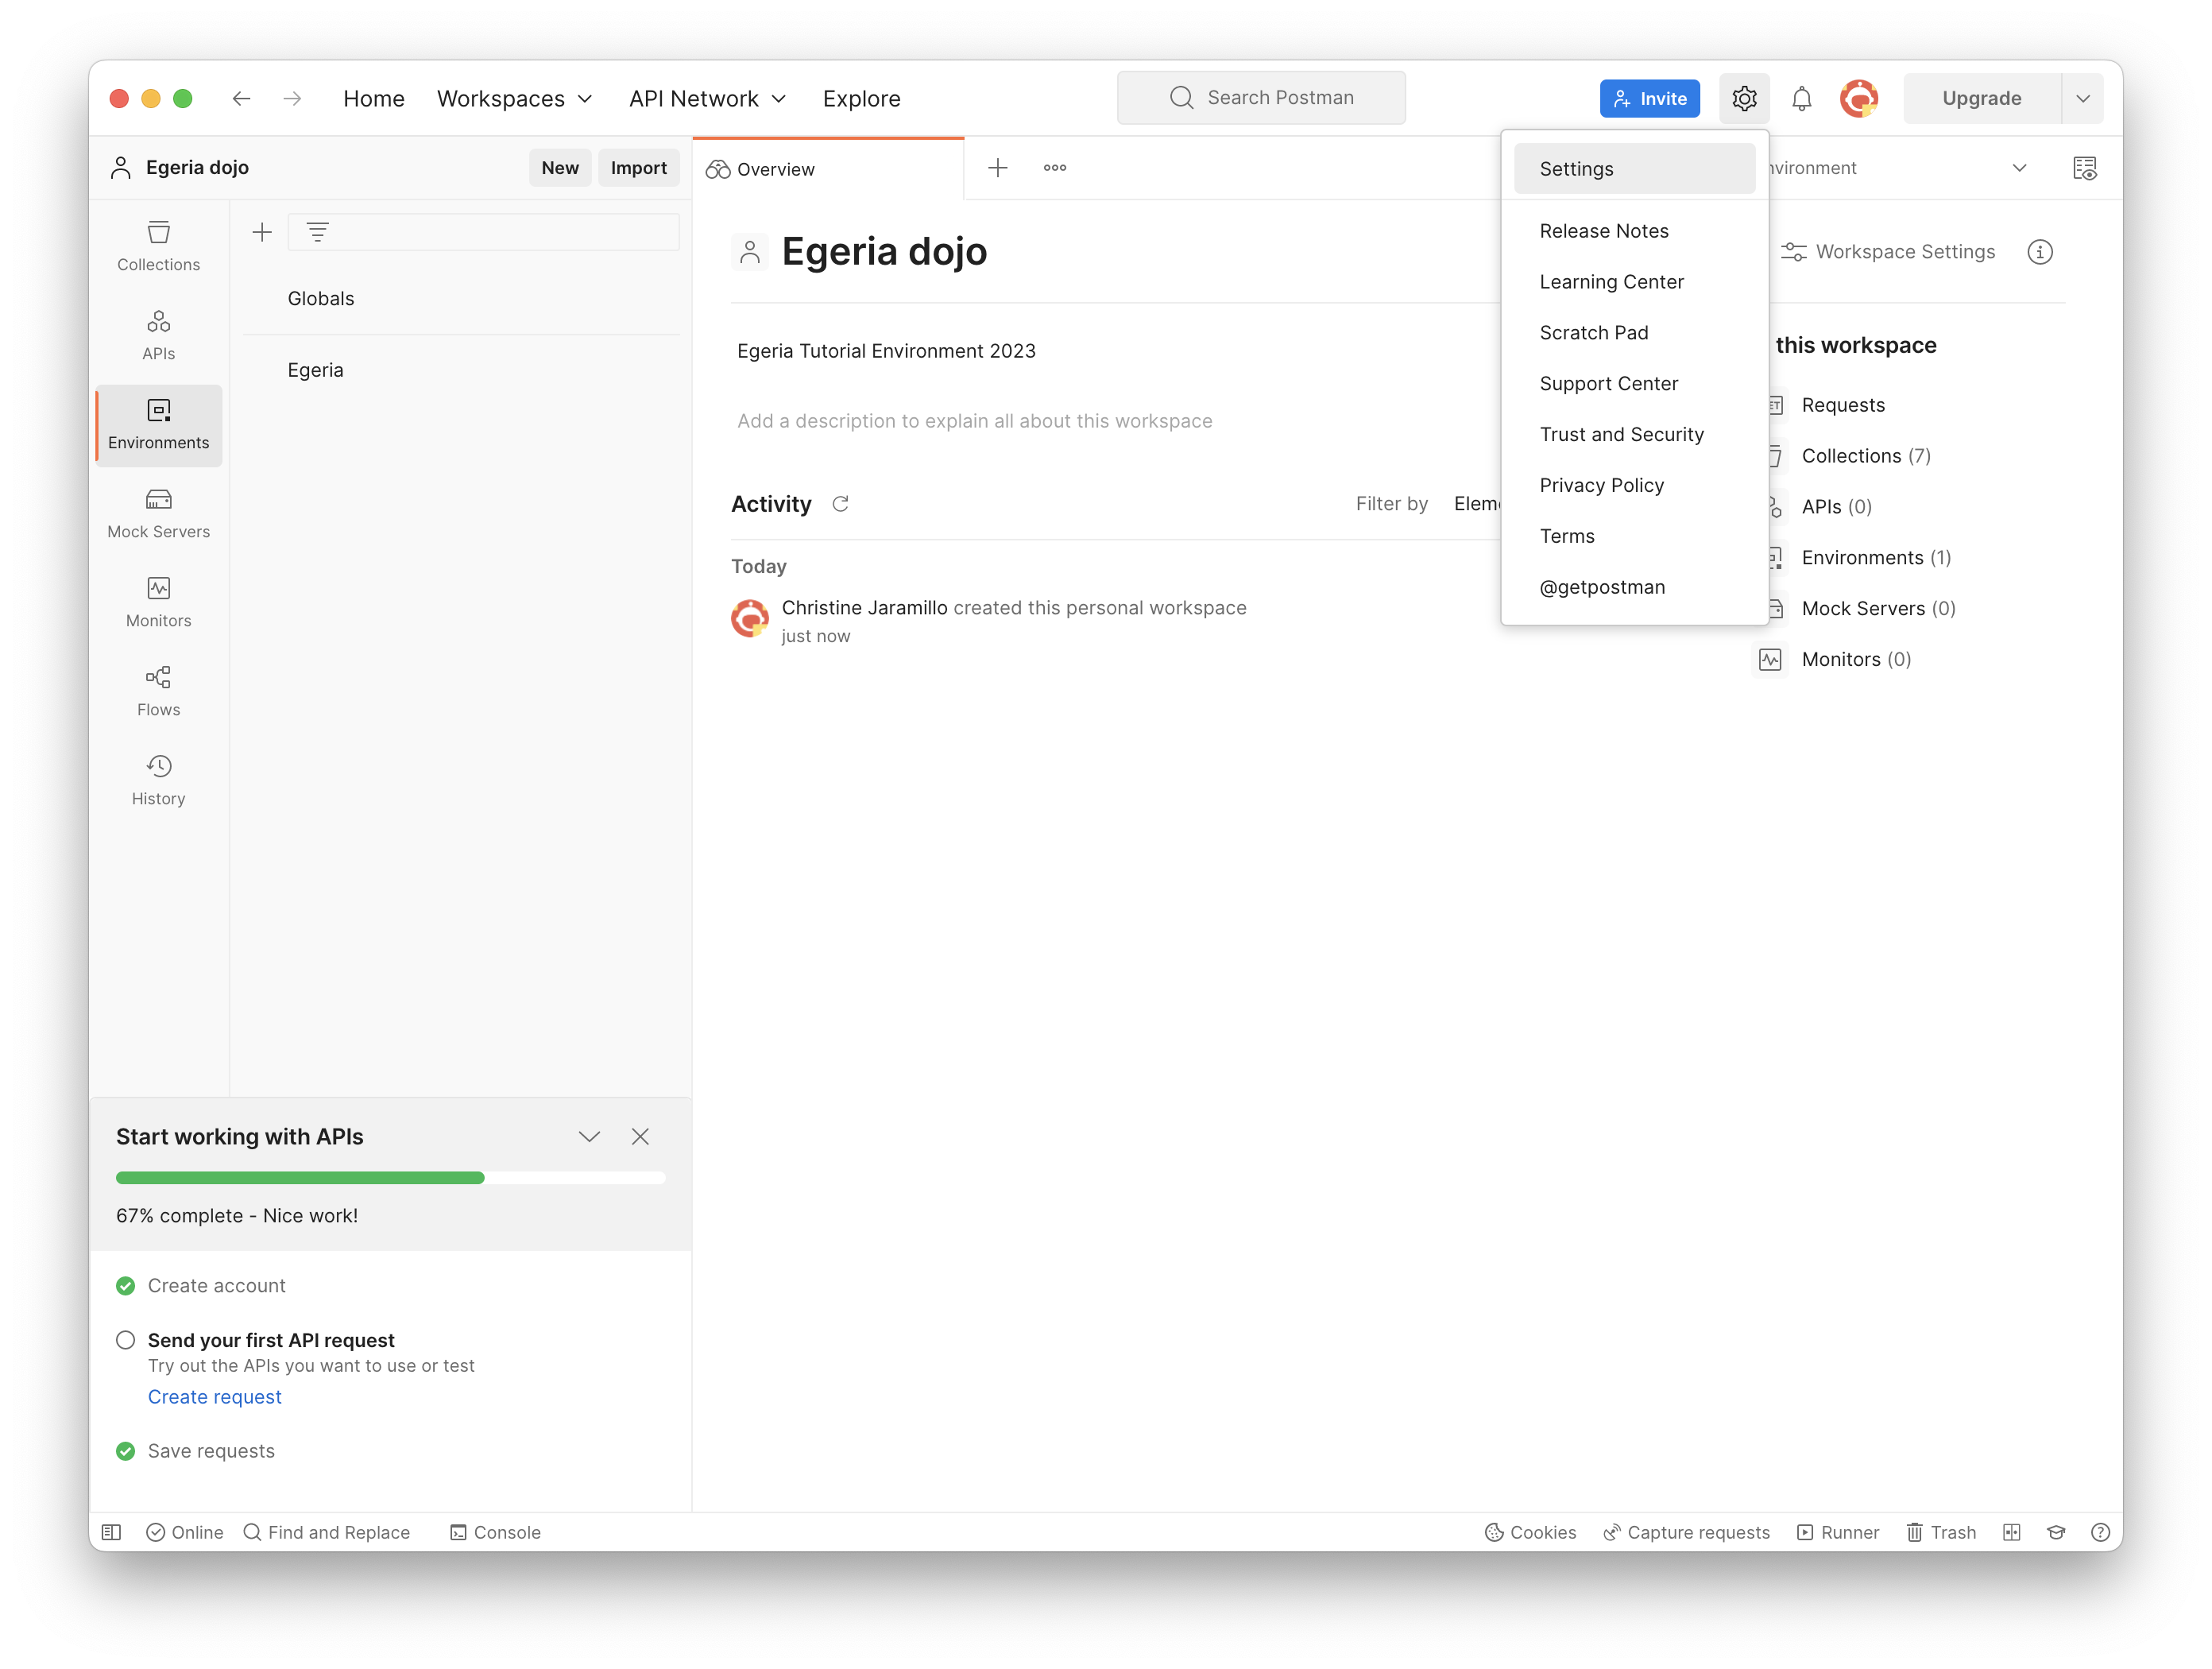 Home Workspaces API Network Explore
Search Postman
Invite
Upgrade
Egeria dojo
New Import
Overview
Settings
Release Notes
Learning Center
Scratch Pad
Support Center
Trust and Security
Privacy Policy
Terms
@getpostman
Collections
APIs
Environments
Mock Servers
Monitors
Flows
History
Globals
Egeria
Egeria dojo
Workspace Settings
Egeria Tutorial Environment 2023
Add a description to explain all about this workspace
Activity
Filter by
Today
Christine Jaramillo created this personal workspace
just now
this workspace
Requests
Collections (7)
APIs (0)
Environments (1)
Mock Servers (0)
Monitors (0)
Start working with APIs
67% complete - Nice work!
Create account
Send your first API request
Try out the APIs you want to use or test
Create request
Save requests
Online Find and Replace Console
Cookies Capture requests Runner Trash